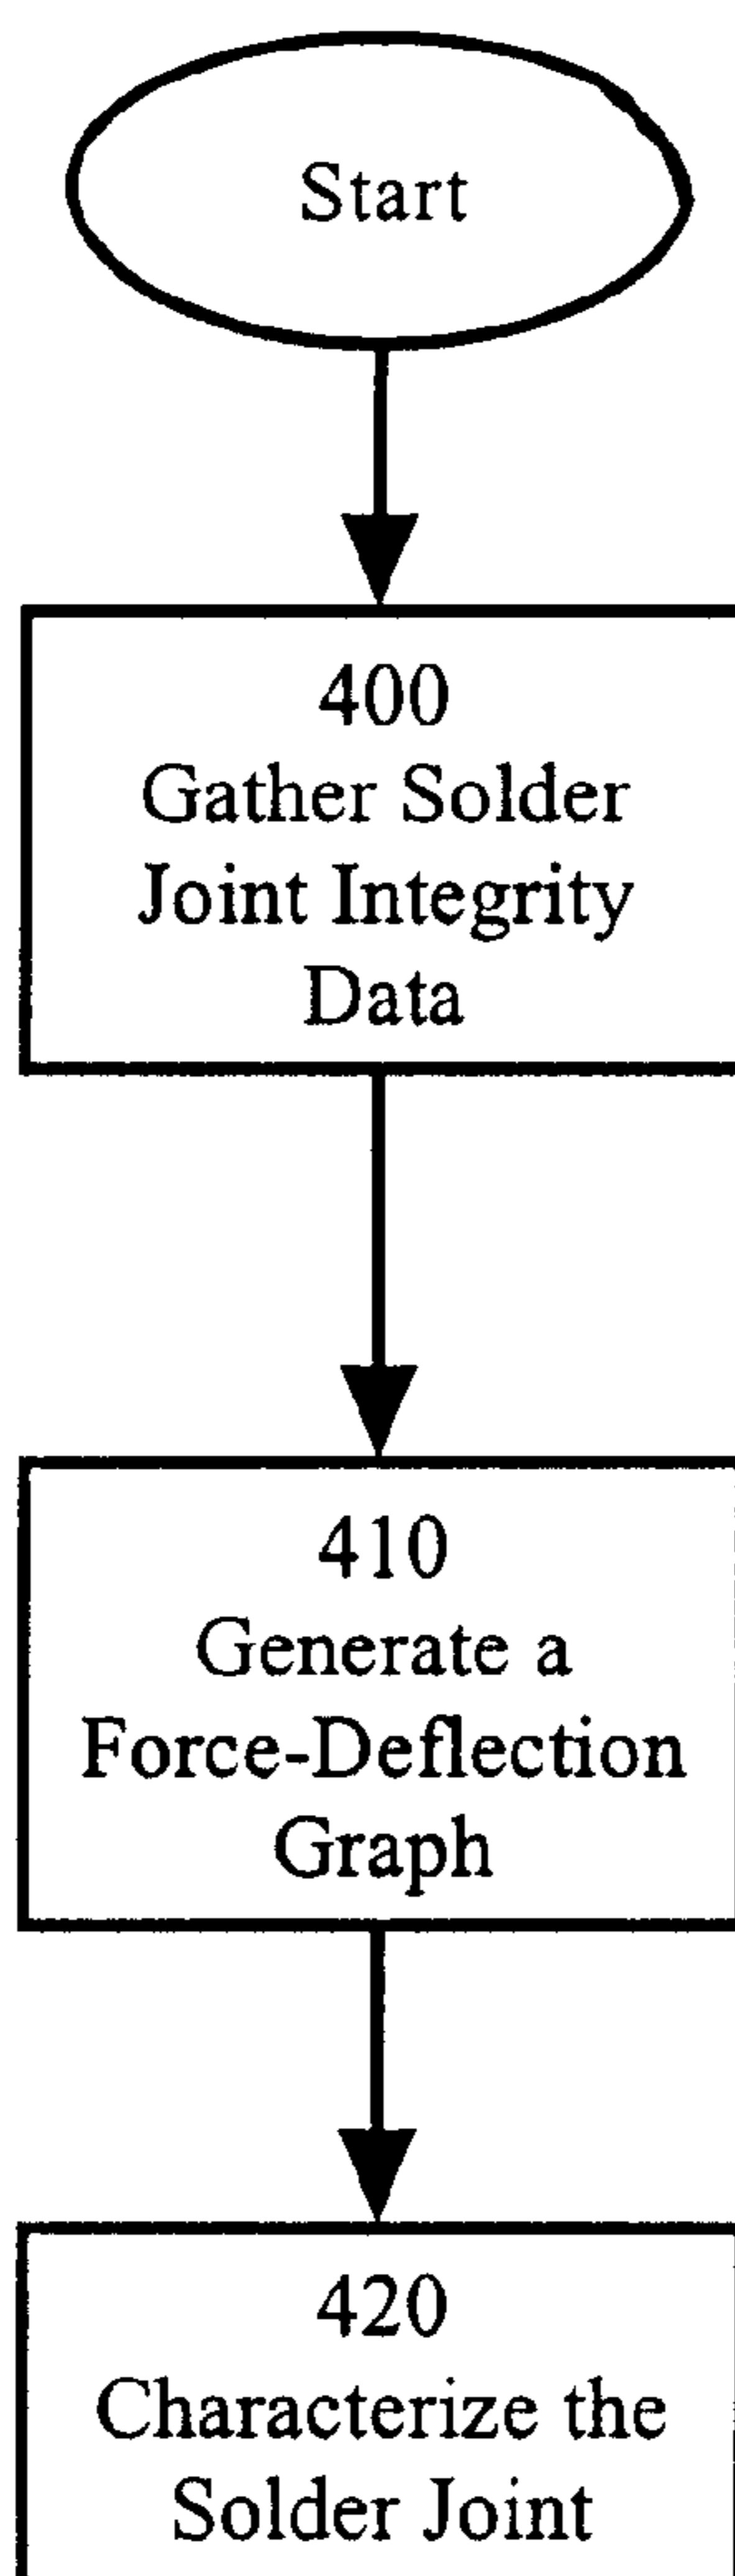 Start
400
Gather Solder
Joint Integrity
Data
410
Generate a
Force-Deflection
Graph
420
Characterize the
Solder Joint